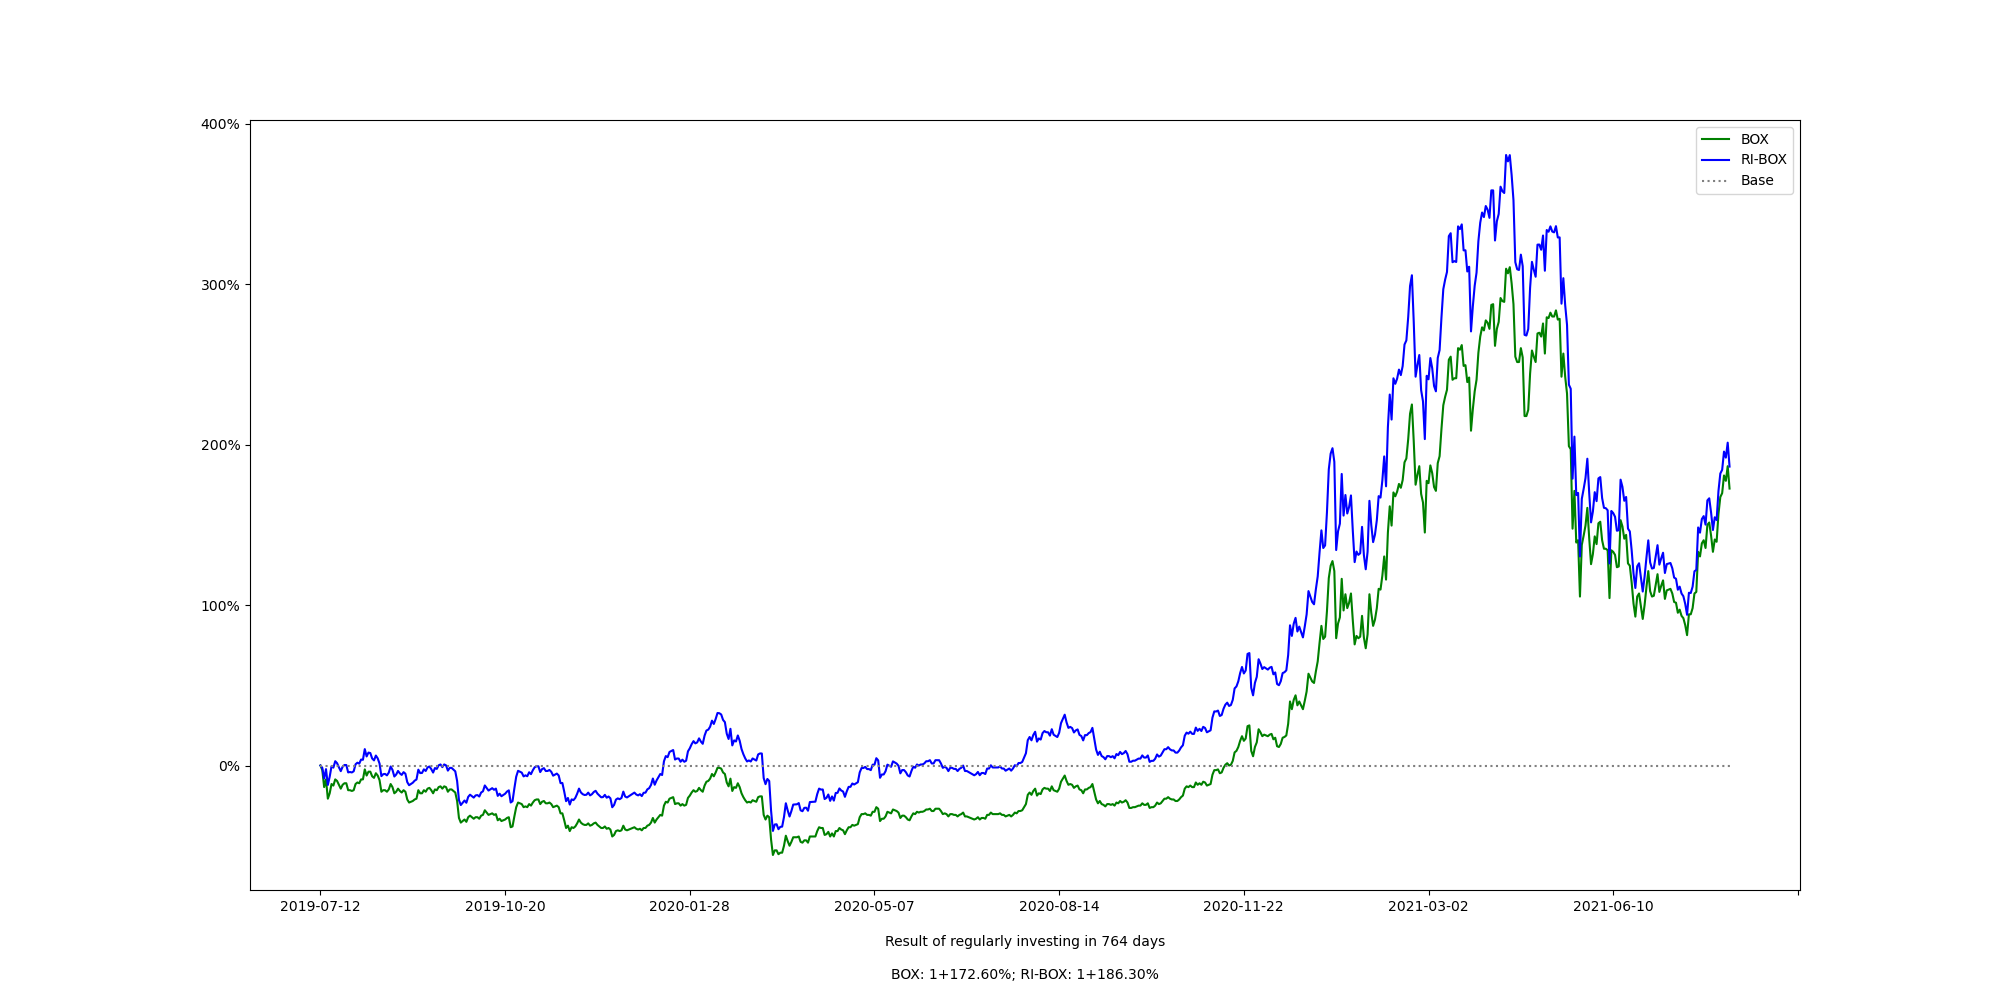 400%
300%
200%
100%
0%
BOX
RI-BOX
Base
2019-07-12 2019-10-20 2020-01-28 2020-05-07 2020-08-14 2020-11-22 2021-03-02 2021-06-10
Result of regularly investing in 764 days
BOX: 1+172.60%; RI-BOX: 1+186.30%